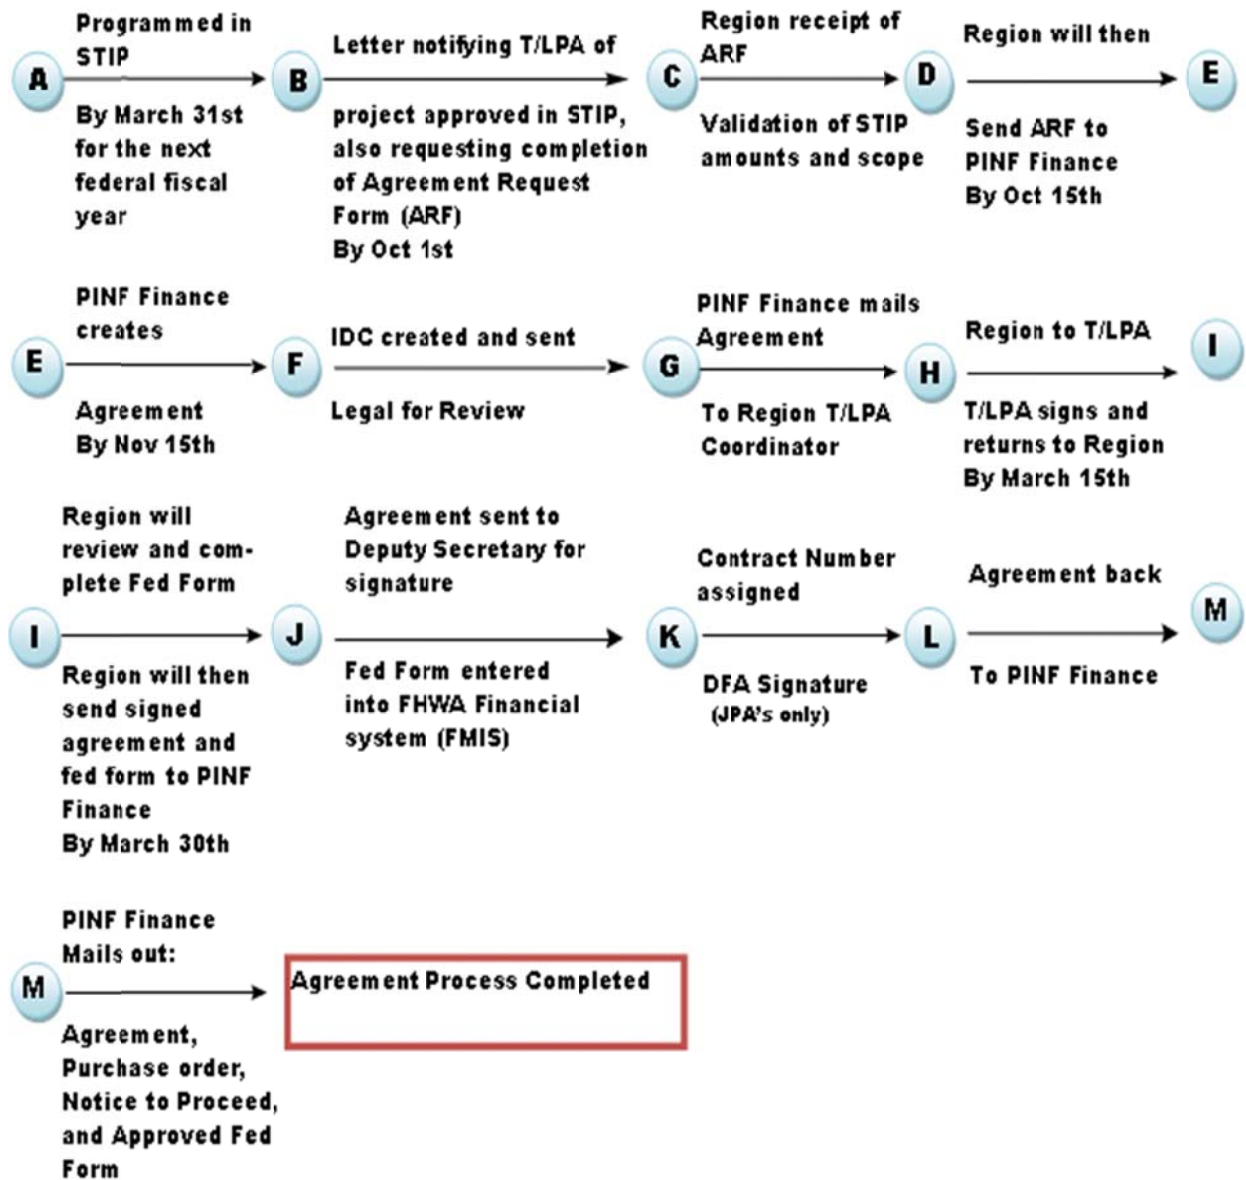 Programmed in
STIP
A
By March 31st
for the next
federal fiscal
year
B
Letter notifying T/LPA of
project approved in STIP,
also requesting completion
of Agreement Request
Form (ARF)
By Oct 1st
C
Region receipt of
ARF
Validation of STIP
amounts and scope
D
Region will then
Send ARF to
PINF Finance
By Oct 15th
E
PINF Finance
creates
E
Agreement
By Nov 15th
F
IDC created and sent
Legal for Review
G
PINF Finance mails
Agreement
To Region T/LPA
Coordinator
H
Region to T/LPA
T/LPA signs and
returns to Region
By March 15th
I
Region will
review and com-
plete Fed Form
I
Region will then
send signed
agreement and
fed form to PINF
Finance
By March 30th
J
Agreement sent to
Deputy Secretary for
signature
Fed Form entered
into FHWA Financial
system (FMIS)
K
Contract Number
assigned
DFA Signature
(JPA's only)
L
Agreement back
To PINF Finance
M
PINF Finance
Mails out:
M
Agreement,
Purchase order,
Notice to Proceed,
and Approved Fed
Form
Agreement Process Completed